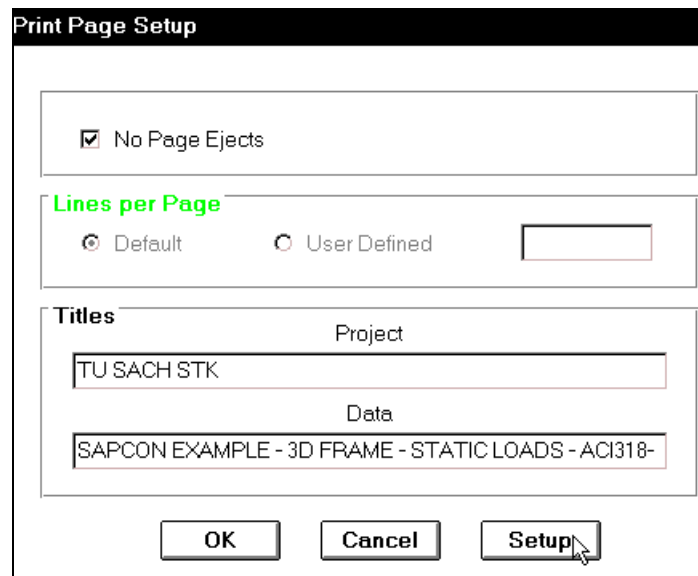 Print Page Setup
No Page Ejects
Lines per Page
Default User Defined
Titles
Project
TU SACH STK
Data
SAPCON EXAMPLE - 3D FRAME - STATIC LOADS - ACI318-
OK Cancel Setup